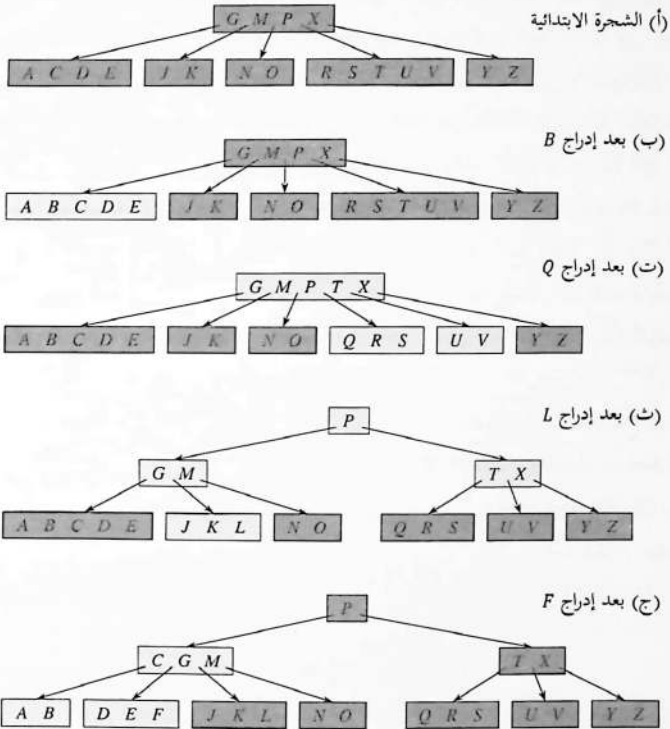 (أ) الشجرة الابتدائية
G M P X
A C D E J K N O R S T U V Y Z
(ب) بعد إدراج B
G M P X
A B C D E J K N O R S T U V Y Z
(ت) بعد إدراج Q
G M P T X
A B C D E J K N O Q R S U V Y Z
(ث) بعد إدراج L
P
G M T X
A B C D E J K L N O Q R S U V Y Z
(ج) بعد إدراج F
P
C G M T X
A B D E F J K L N O Q R S U V Y Z